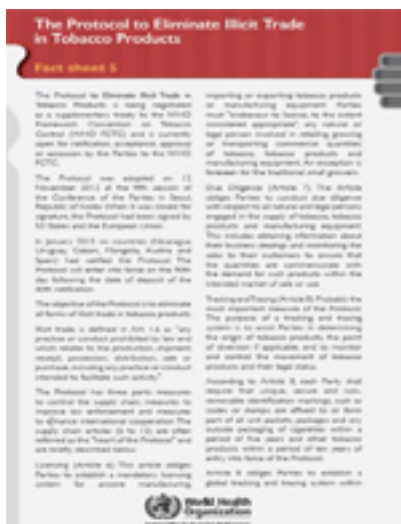 The Protocol to Eliminate Illicit Trade
in Tobacco Products
Fact sheet 5
The Protocol to Eliminate Illicit Trade in
Tobacco Products is being negotiated
as a supplementary treaty to the WHO
Framework Convention on Tobacco
Control (WHO FCTC) and is currently
open for ratification, acceptance, approval
or accession by the Parties to the WHO
FCTC.
The Protocol was adopted on 12
November 2012 at the fifth session of
the Conference of the Parties in Seoul,
Republic of Korea. When it was closed for
signature, the Protocol had been signed by
States and the European Union.
In January 2015 six countries (Nicaragua,
Uruguay, Gabon, Mongolia, Austria and
Spain) had ratified the Protocol. The
Protocol will enter into force on the 90th
day following the date of deposit of the
40th ratification.
The objective of the Protocol is to eliminate
all forms of illicit trade in tobacco products.
Illicit trade is defined in Art. 1.6 as "any
practice or conduct prohibited by law and
which relates to the production, shipment,
receipt, possession, distribution, sale or
purchase, including any practice or conduct
intended to facilitate such activity."
The Protocol has three parts: measures
to control the supply chain, measures to
improve law enforcement and measures
to enhance international cooperation. The
supply chain articles (6 to 13) are often
referred to as the "heart of the Protocol" and
are briefly described below.
Licensing (Article 6) This article obliges
Parties to establish a mandatory licensing
system for anyone manufacturing,
importing or exporting tobacco products
or manufacturing equipment. Parties
must "endeavour to licence, to the extent
considered appropriate", any natural or
legal person involved in retailing, growing
or transporting commercial quantities
of tobacco, tobacco products and
manufacturing equipment. An exception is
foreseen for the traditional small growers.
Due Diligence (Article 7). The Article
obliges Parties to conduct due diligence
with respect to all natural and legal persons
engaged in the supply of tobacco, tobacco
products and manufacturing equipment.
This includes obtaining information about
their business dealings and monitoring the
sales to their customers to ensure that
the quantities are commensurate with
the demand for such products within the
intended market of sale or use.
Tracking and Tracing (Article 8). Probably the
most important measure of the Protocol.
The purpose of a tracking and tracing
system is to assist Parties in determining
the origin of tobacco products, the point
of diversion if applicable, and to monitor
and control the movement of tobacco
products and their legal status.
According to Article 8, each Party shall
require that unique, secure and non-
removable identification markings, such as
codes or stamps, are affixed to or form
part of all unit packets, packages and any
outside packaging of cigarettes within a
period of five years and other tobacco
products within a period of ten years of
entry into force of the Protocol.
Article 8 obliges Parties to establish a
global tracking and tracing system within
World Health
Organization